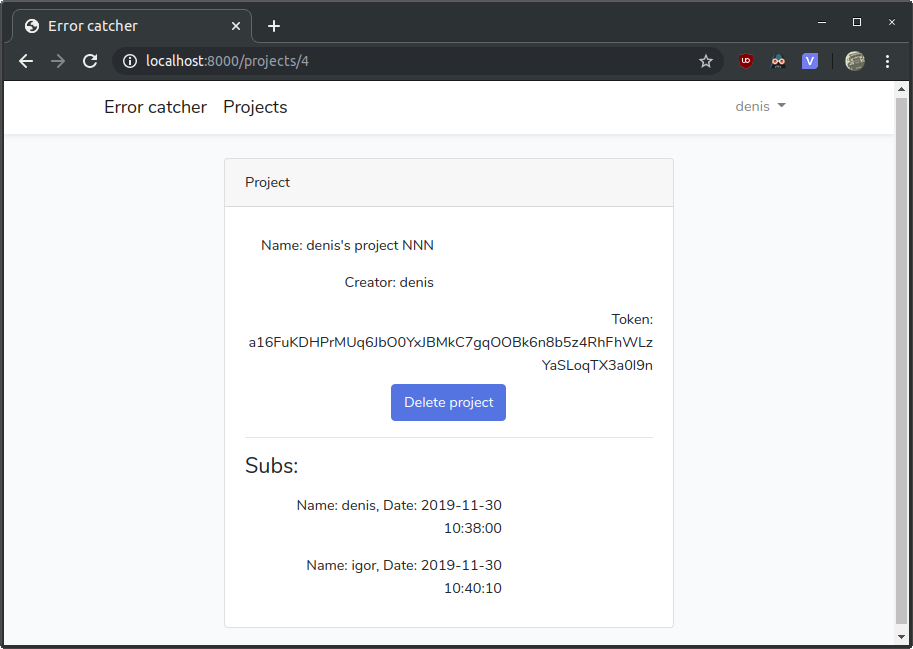 Error catcher
localhost:8000/projects/4
Error catcher Projects
denis
Project
Name: denis's project NNN
Creator: denis
Token:
a16FuKDHPrMUq6JbO0YxJBMkC7gqOOBk6n8b5z4RhFhWLz
YaSLoqTX3a0l9n
Delete project
Subs:
Name: denis, Date: 2019-11-30
10:38:00
Name: igor, Date: 2019-11-30
10:40:10